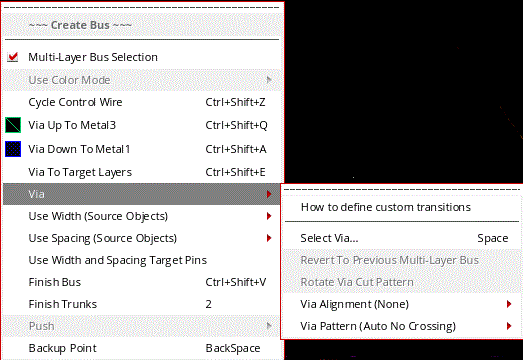 ~~~ Create Bus ~~~
Multi-Layer Bus Selection
Use Color Mode
Cycle Control Wire Ctrl+Shift+Z
Via Up To Metal3 Ctrl+Shift+Q
Via Down To Metal1 Ctrl+Shift+A
Via To Target Layers Ctrl+Shift+E
Via
Use Width (Source Objects)
Use Spacing (Source Objects)
Use Width and Spacing Target Pins
Finish Bus Ctrl+Shift+V
Finish Trunks 2
Push
Backup Point BackSpace
How to define custom transitions
Select Via... Space
Revert To Previous Multi-Layer Bus
Rotate Via Cut Pattern
Via Alignment (None)
Via Pattern (Auto No Crossing)